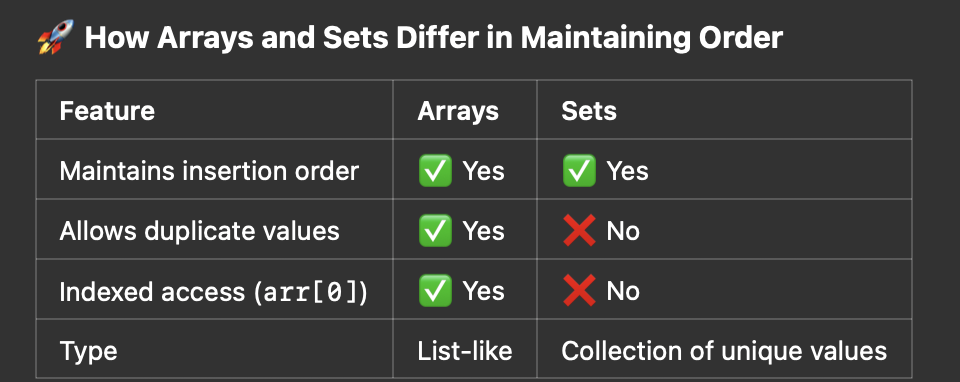 🚀 How Arrays and Sets Differ in Maintaining Order
Feature Arrays Sets
Maintains insertion order ✅ Yes ✅ Yes
Allows duplicate values ✅ Yes ❌ No
Indexed access (arr[0]) ✅ Yes ❌ No
Type List-like Collection of unique values